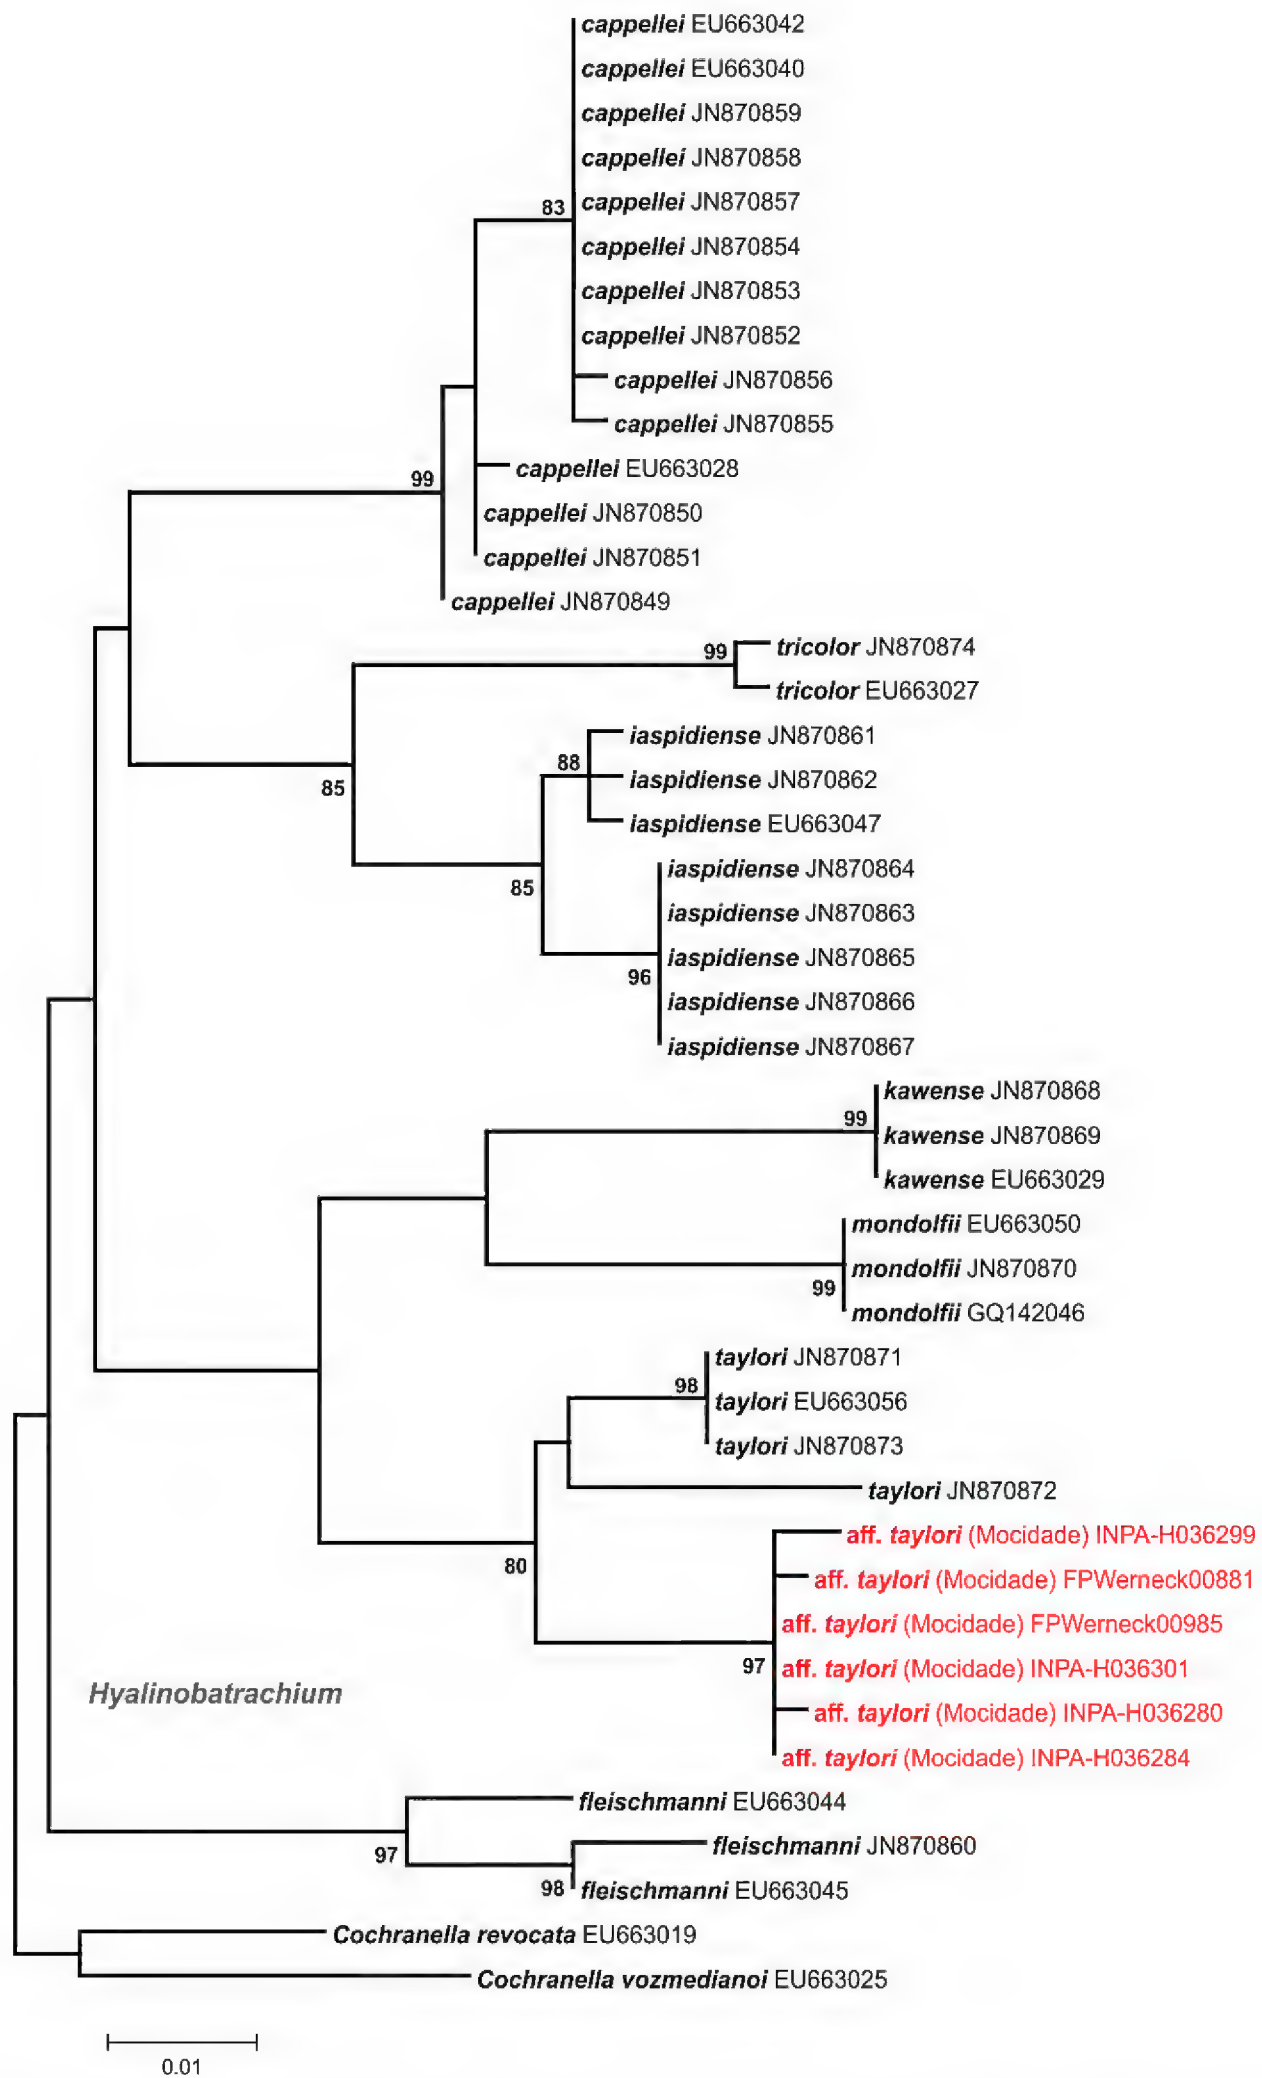 cappellei EU663042
cappellei EU663040
cappellei JN870859
cappellei JN870858
83 cappellei JN870857
cappellei JN870854
cappellei JN870853
cappellei JN870852
cappellei JN870856
cappellei JN870855
99 cappellei EU663028
cappellei JN870850
cappellei JN870851
cappellei JN870849
99 tricolor JN870874
tricolor EU663027
iaspidiense JN870861
88 iaspidiense JN870862
85
iaspidiense EU663047
iaspidiense JN870864
85
iaspidiense JN870863
iaspidiense JN870865
96
iaspidiense JN870866
iaspidiense JN870867
kawense JN870868
99 kawense JN870869
kawense EU663029
mondolfii EU663050
mondolfii JN870870
99
mondolfii GQ142046
taylori JN870871
98 taylori EU663056
taylori JN870873
taylori JN870872
aff. taylori (Mocidade) INPA-H036299
80
aff. taylori (Mocidade) FPWerneck00881
aff. taylori (Mocidade) FPWerneck00985
97 aff. taylori (Mocidade) INPA-H036301
Hyalinobatrachium
aff. taylori (Mocidade) INPA-H036280
aff. taylori (Mocidade) INPA-H036284
fleischmanni EU663044
97
fleischmanni JN870860
98 fleischmanni EU663045
Cochranella revocata EU663019
Cochranella vozmedianoi EU663025
0.01